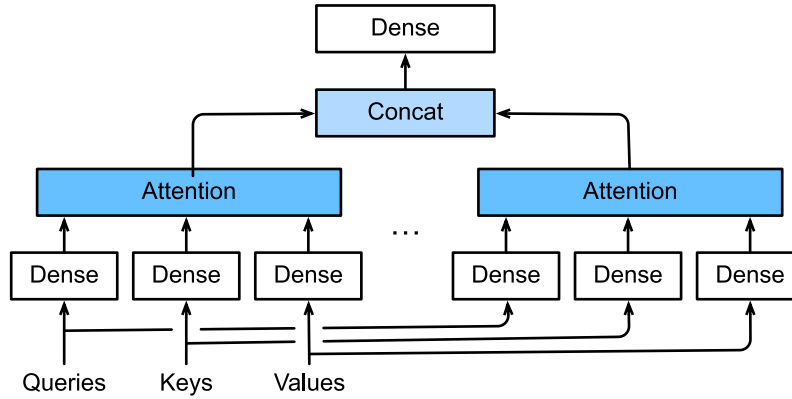 Dense
Concat
Attention
Attention
...
Dense
Dense
Dense
Dense
Dense
Dense
Queries
Keys
Values